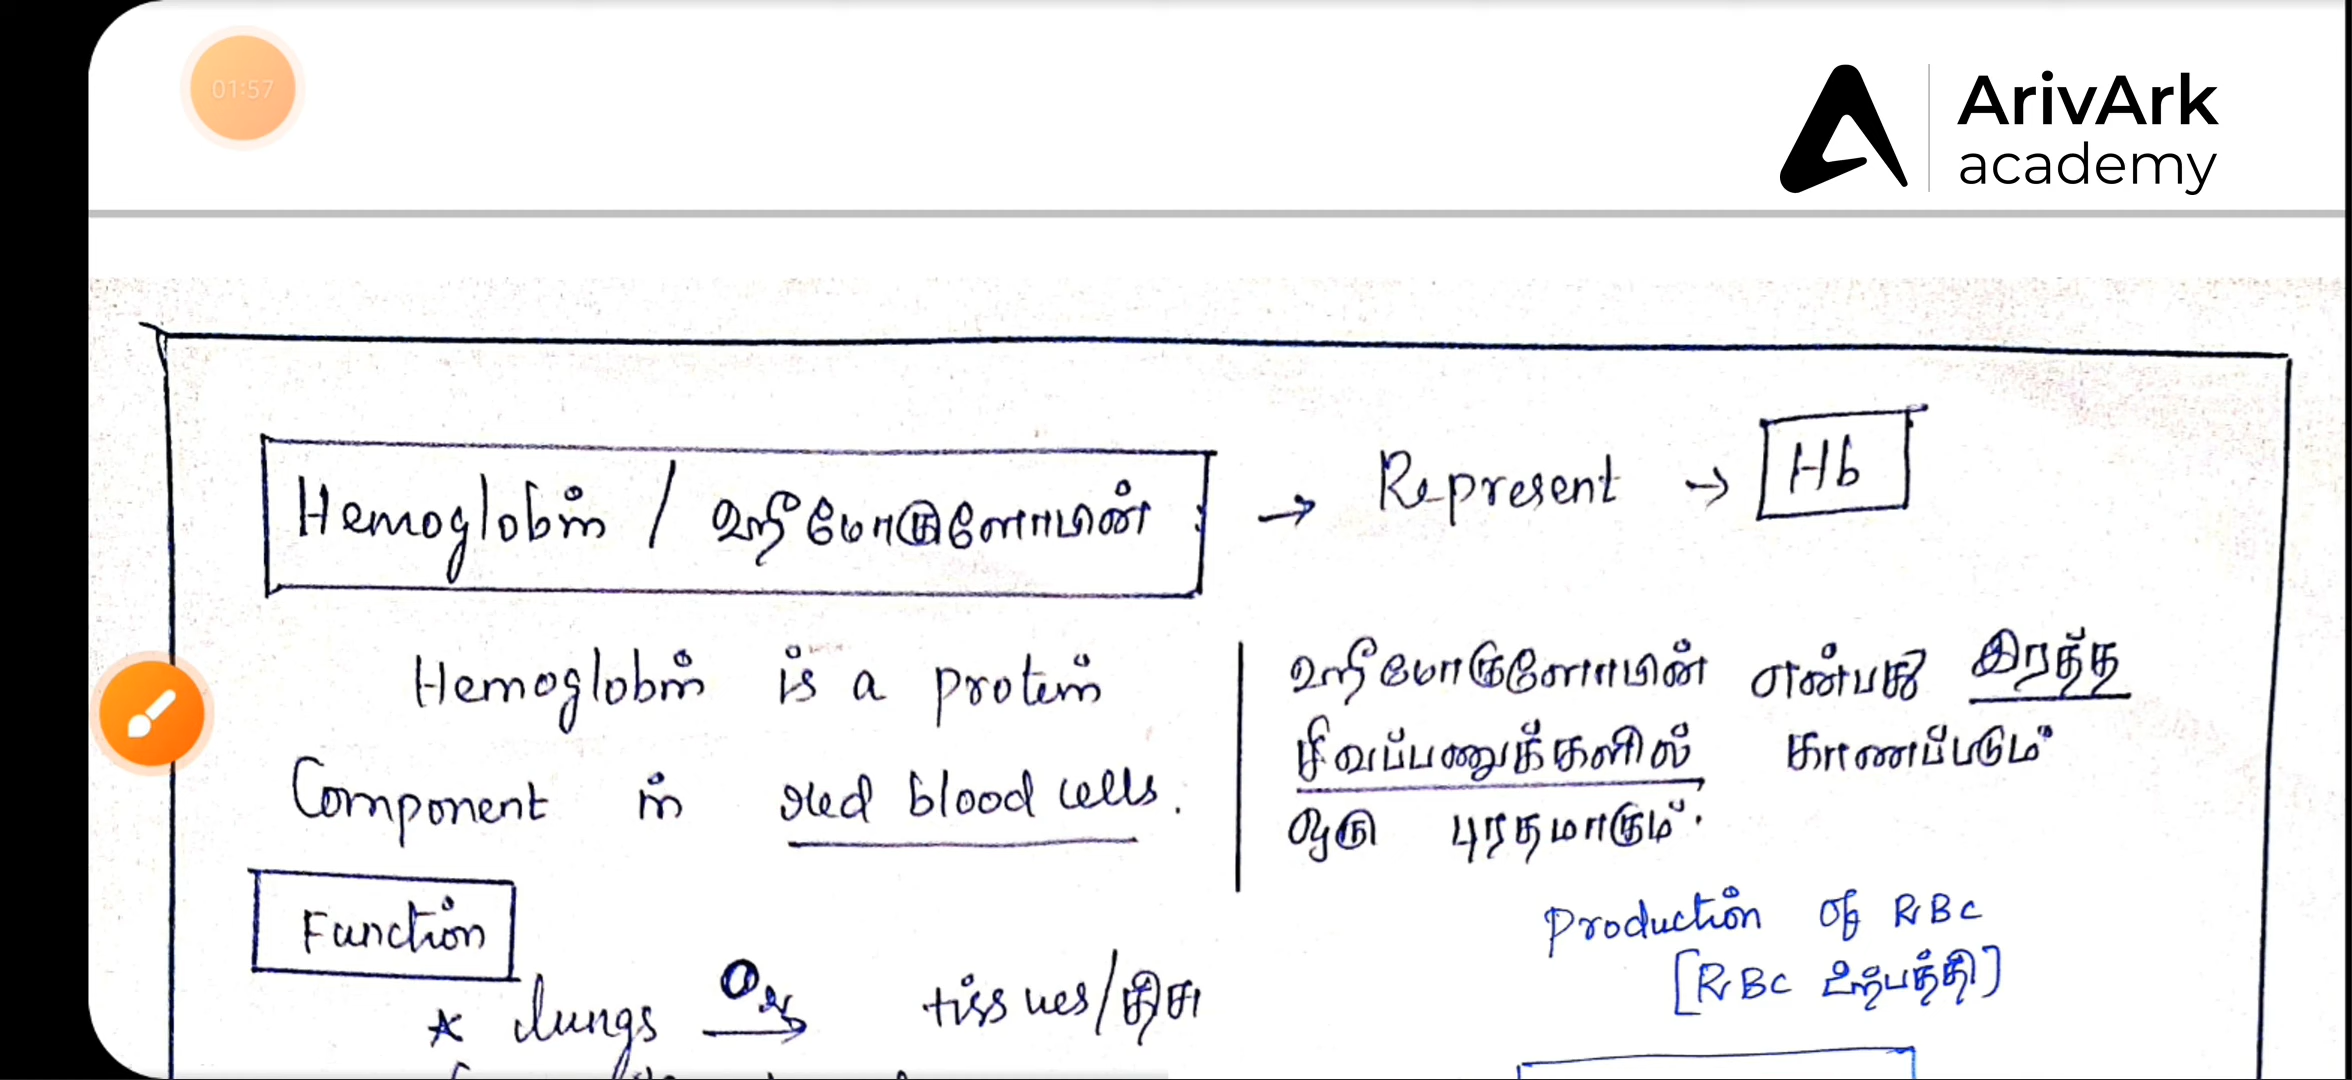 01:57
ArivArk
academy
Hemoglobin / ஹீமோகுளோபின் → Represent → Hb
Hemoglobin is a protein
Component in red blood cells.
ஹீமோகுளோபின் என்பது இரத்த
சிவப்பணுக்களில் காணப்படும்
ஒரு புரதமாகும்.
Function
* Lungs O₂ → tissues/திசு
Production of RBC
[RBC உற்பத்தி]